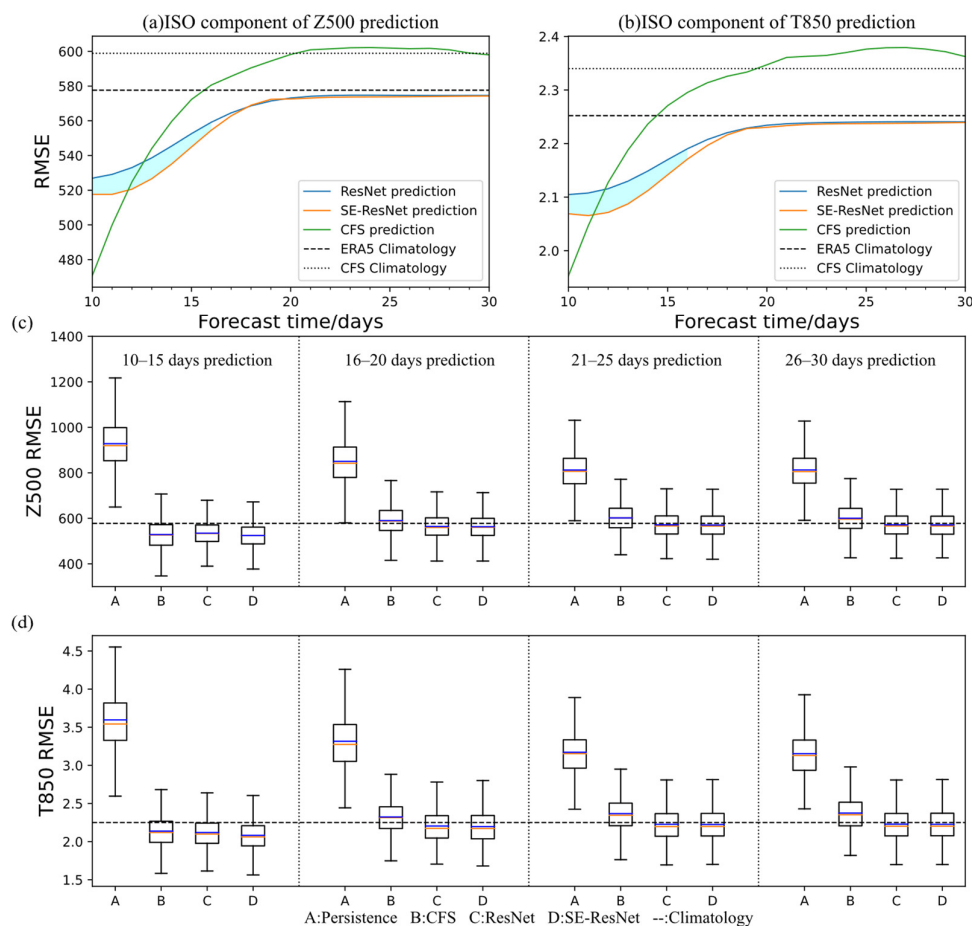 (a)ISO component of Z500 prediction
(b)ISO component of T850 prediction
RMSE
600
580
560
540
520
500
480
460
ResNet prediction
SE-ResNet prediction
CFS prediction
ERA5 Climatology
CFS Climatology
10 15 20 25 30
Forecast time/days
2.4
2.3
2.2
2.1
2.0
ResNet prediction
SE-ResNet prediction
CFS prediction
ERA5 Climatology
CFS Climatology
10 15 20 25 30
Forecast time/days
(c)
Z500 RMSE
1400
1200
1000
800
600
400
10–15 days prediction 16–20 days prediction 21–25 days prediction 26–30 days prediction
A B C D A B C D A B C D A B C D
(d)
T850 RMSE
4.5
4.0
3.5
3.0
2.5
2.0
1.5
A B C D A B C D A B C D A B C D
A:Persistence B:CFS C:ResNet D:SE-ResNet --:Climatology